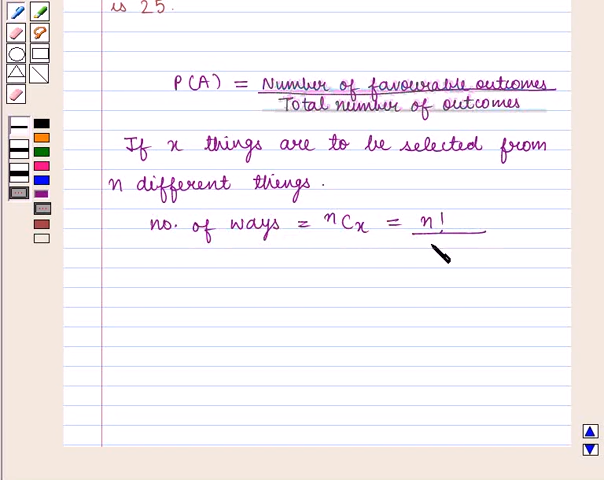 is 25.
P(A) = Number of favourable outcomes
Total number of outcomes
If x things are to be selected from
n different things.
no. of ways = ⁿCₓ = n!